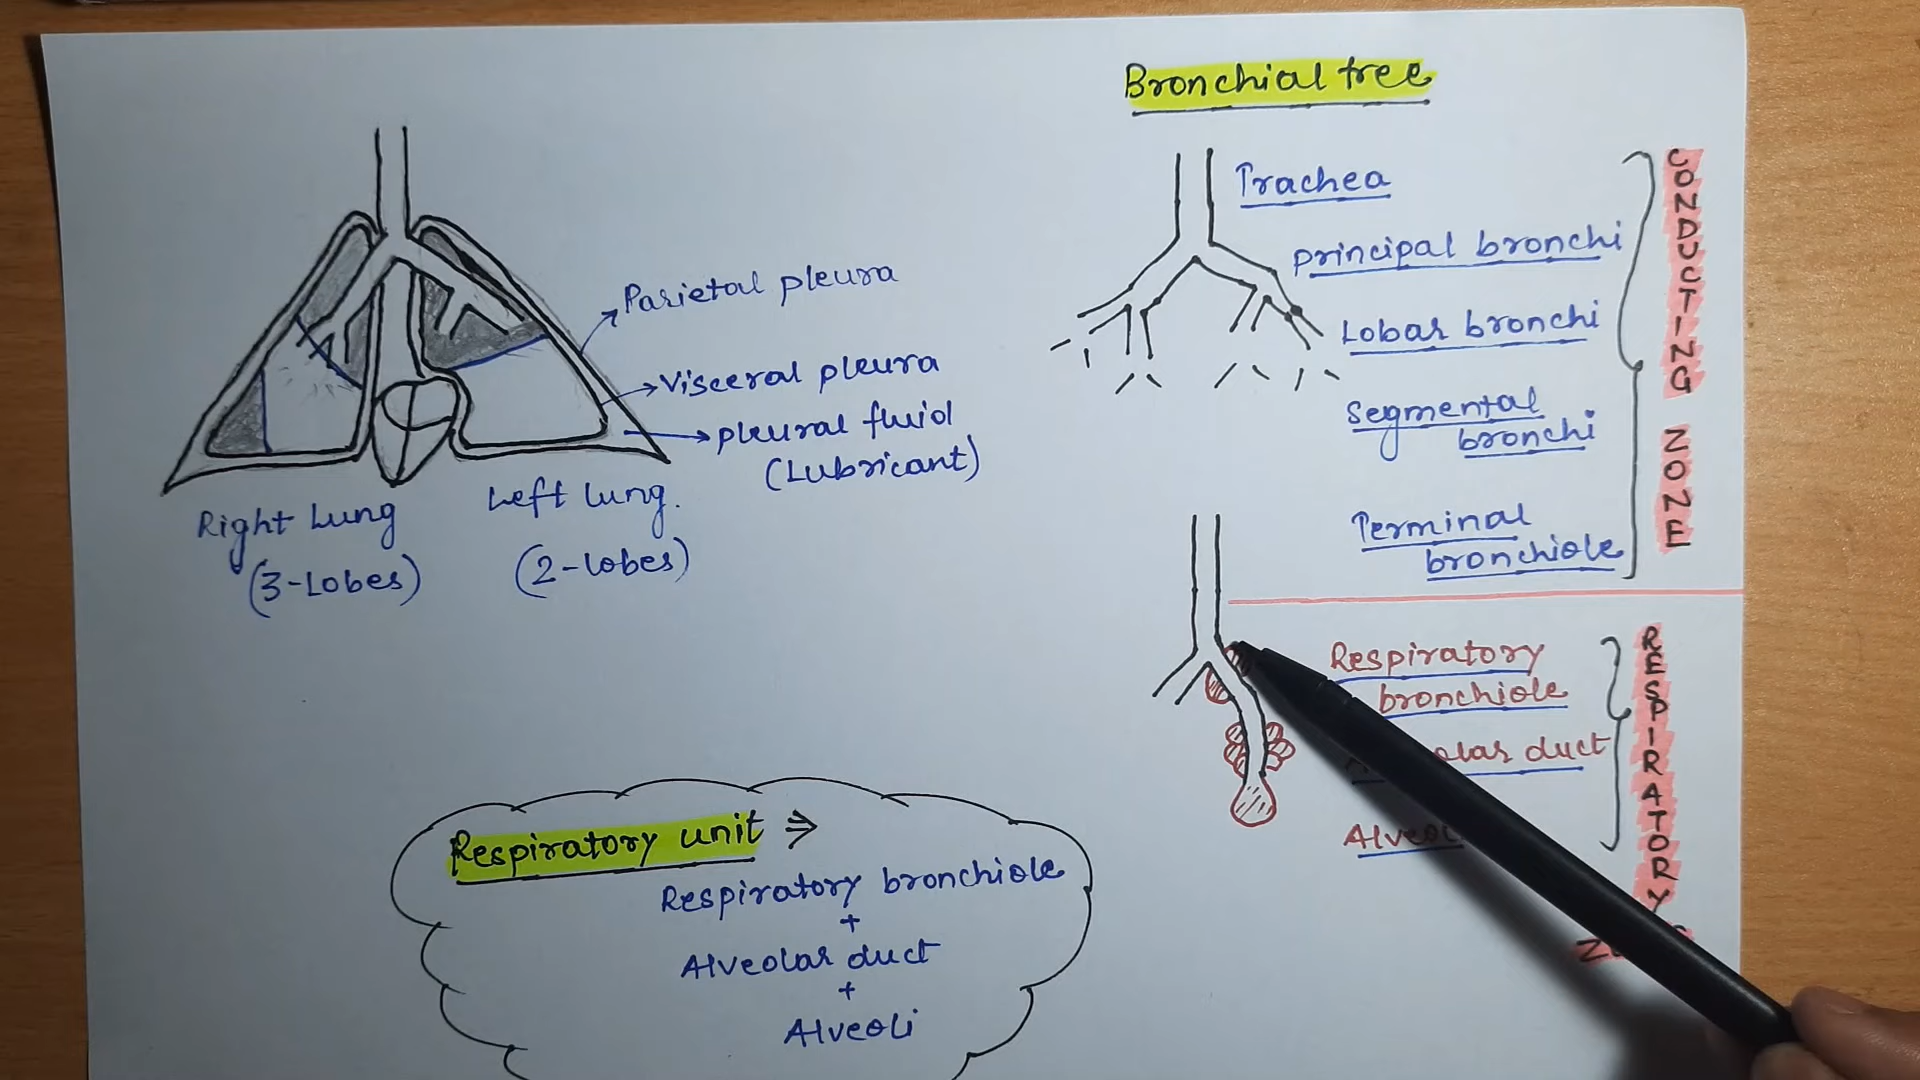 Bronchial tree
Trachea
principal bronchi
Lobar bronchi
Segmental
bronchi
Terminal
bronchiole
CONDUCTING ZONE
Parietal pleura
Visceral pleura
pleural fluid
(Lubricant)
Right Lung
(3-Lobes)
Left lung.
(2-lobes)
Respiratory
bronchiole
duct
RESPIRATORY
Respiratory unit ⇒
Respiratory bronchiole
+
Alveolar duct
+
Alveoli